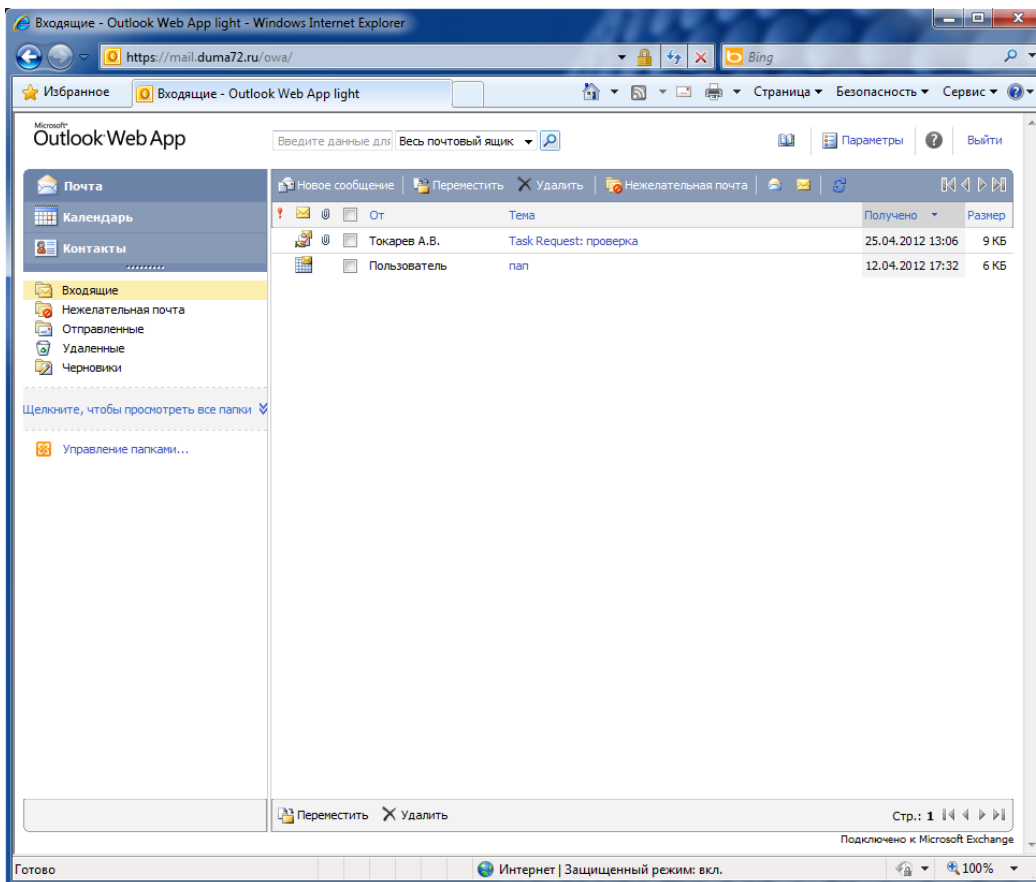 Входящие - Outlook Web App light - Windows Internet Explorer
https://mail.duma72.ru/owa/
Bing
Избранное
Входящие - Outlook Web App light
Страница
Безопасность
Сервис
Microsoft
Outlook Web App
Введите данные для
Весь почтовый ящик
Параметры
Выйти
Почта
Календарь
Контакты
Входящие
Нежелательная почта
Отправленные
Удаленные
Черновики
Щелкните, чтобы просмотреть все папки
Управление папками...
Новое сообщение Переместить Удалить Нежелательная почта
От Тема Получено Размер
Токарев А.В. Task Request: проверка 25.04.2012 13:06 9 КБ
Пользователь пап 12.04.2012 17:32 6 КБ
Переместить Удалить
Стр.: 1
Подключено к Microsoft Exchange
Готово
Интернет | Защищенный режим: вкл.
100%